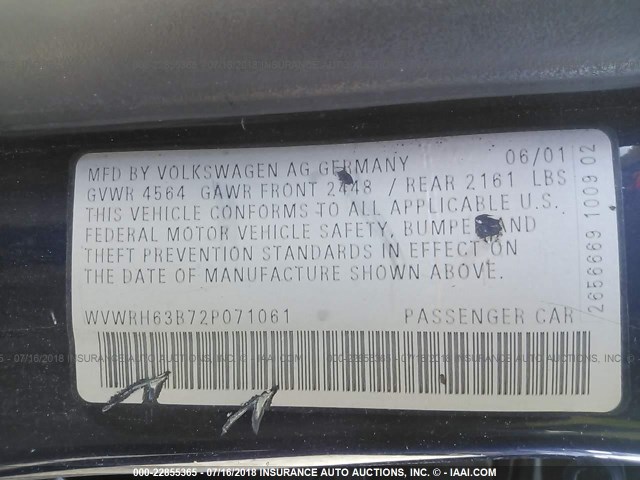 MFD BY VOLKSWAGEN AG GERMANY 06/01
GVWR 4564 GAWR FRONT 2448 / REAR 2161 LBS
THIS VEHICLE CONFORMS TO ALL APPLICABLE U.S.
FEDERAL MOTOR VEHICLE SAFETY, BUMPER AND
THEFT PREVENTION STANDARDS IN EFFECT ON
THE DATE OF MANUFACTURE SHOWN ABOVE.
WVWRH63B72P071061 PASSENGER CAR
2656669 1009 02
000-22855365 - 07/16/2018 INSURANCE AUTO AUCTIONS, INC. - © - IAAI.COM